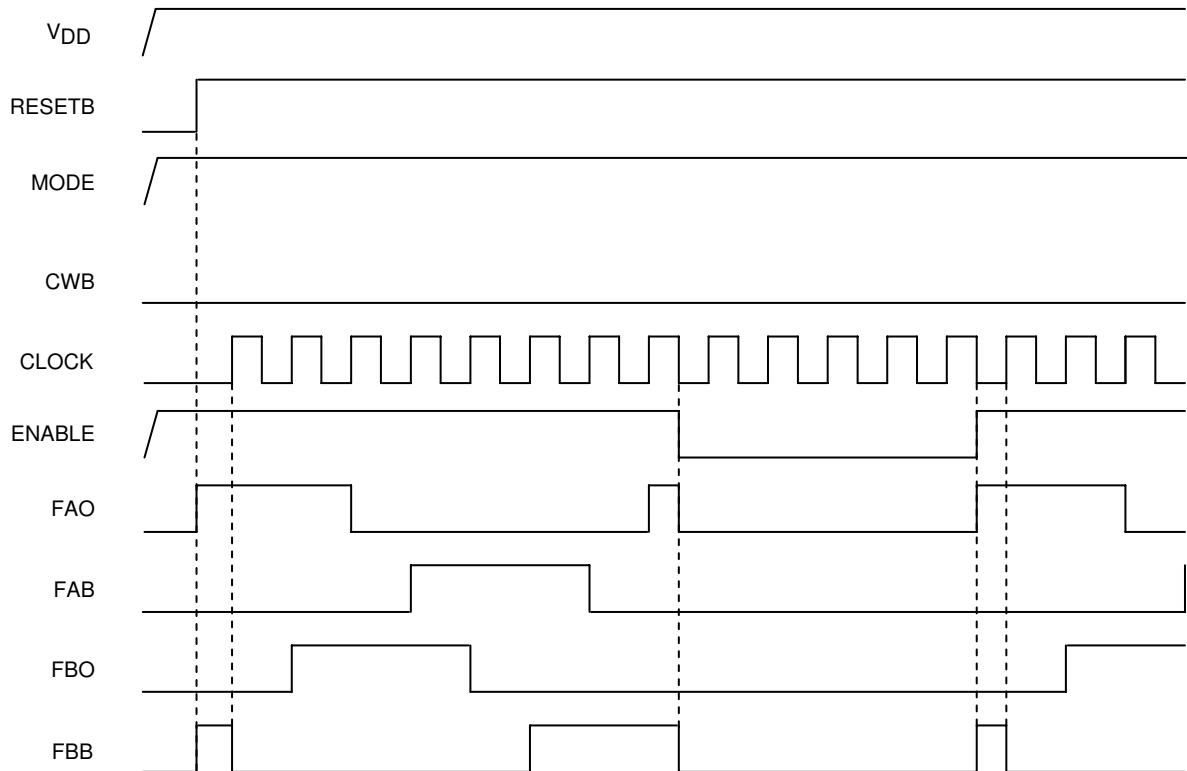 VDD
RESETB
MODE
CWB
CLOCK
ENABLE
FAO
FAB
FBO
FBB